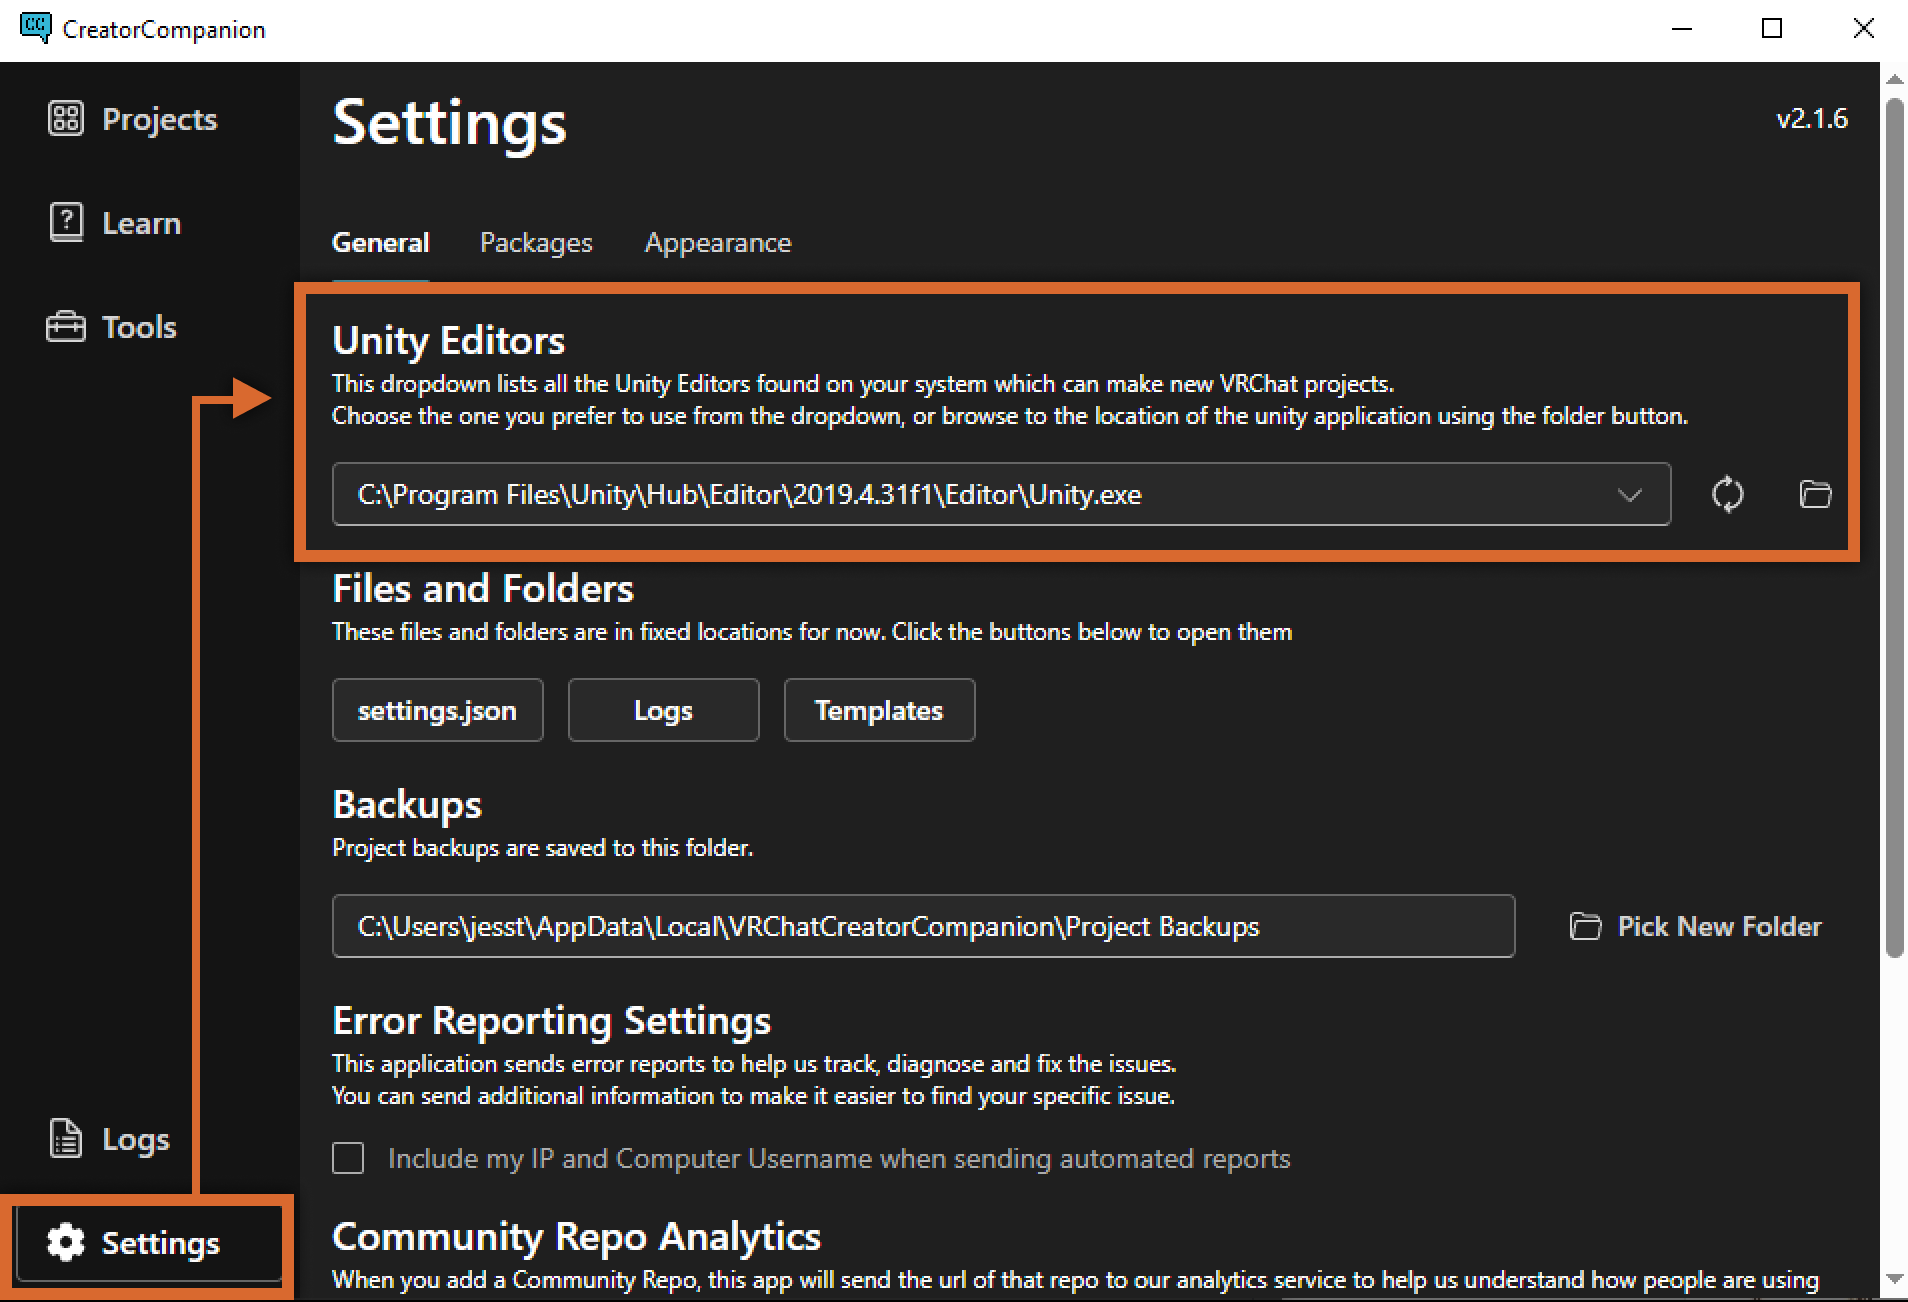 CC CreatorCompanion
Projects
Learn
Tools
Logs
Settings
Settings
v2.1.6
General Packages Appearance
Unity Editors
This dropdown lists all the Unity Editors found on your system which can make new VRChat projects.
Choose the one you prefer to use from the dropdown, or browse to the location of the unity application using the folder button.
C:\Program Files\Unity\Hub\Editor\2019.4.31f1\Editor\Unity.exe
Files and Folders
These files and folders are in fixed locations for now. Click the buttons below to open them
settings.json Logs Templates
Backups
Project backups are saved to this folder.
C:\Users\jesst\AppData\Local\VRChatCreatorCompanion\Project Backups
Pick New Folder
Error Reporting Settings
This application sends error reports to help us track, diagnose and fix the issues.
You can send additional information to make it easier to find your specific issue.
Include my IP and Computer Username when sending automated reports
Community Repo Analytics
When you add a Community Repo, this app will send the url of that repo to our analytics service to help us understand how people are using